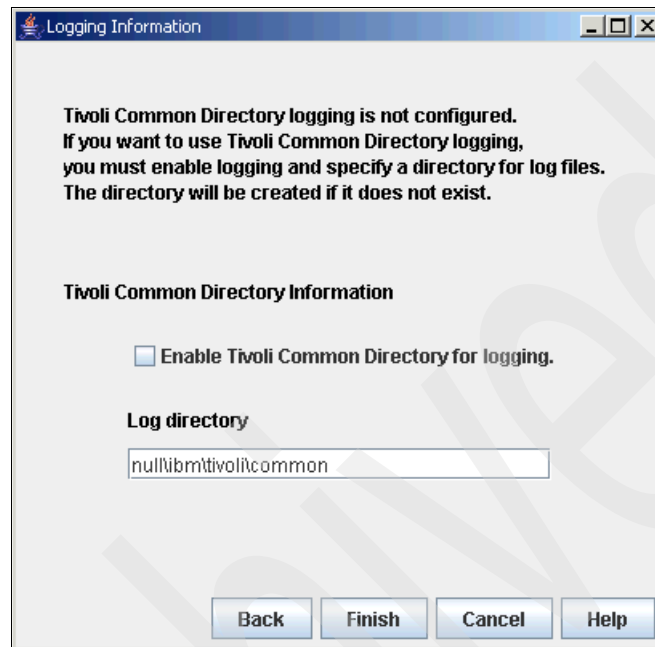 Logging Information
Tivoli Common Directory logging is not configured.
If you want to use Tivoli Common Directory logging,
you must enable logging and specify a directory for log files.
The directory will be created if it does not exist.
Tivoli Common Directory Information
Enable Tivoli Common Directory for logging.
Log directory
null\ibm\tivoli\common
Back Finish Cancel Help